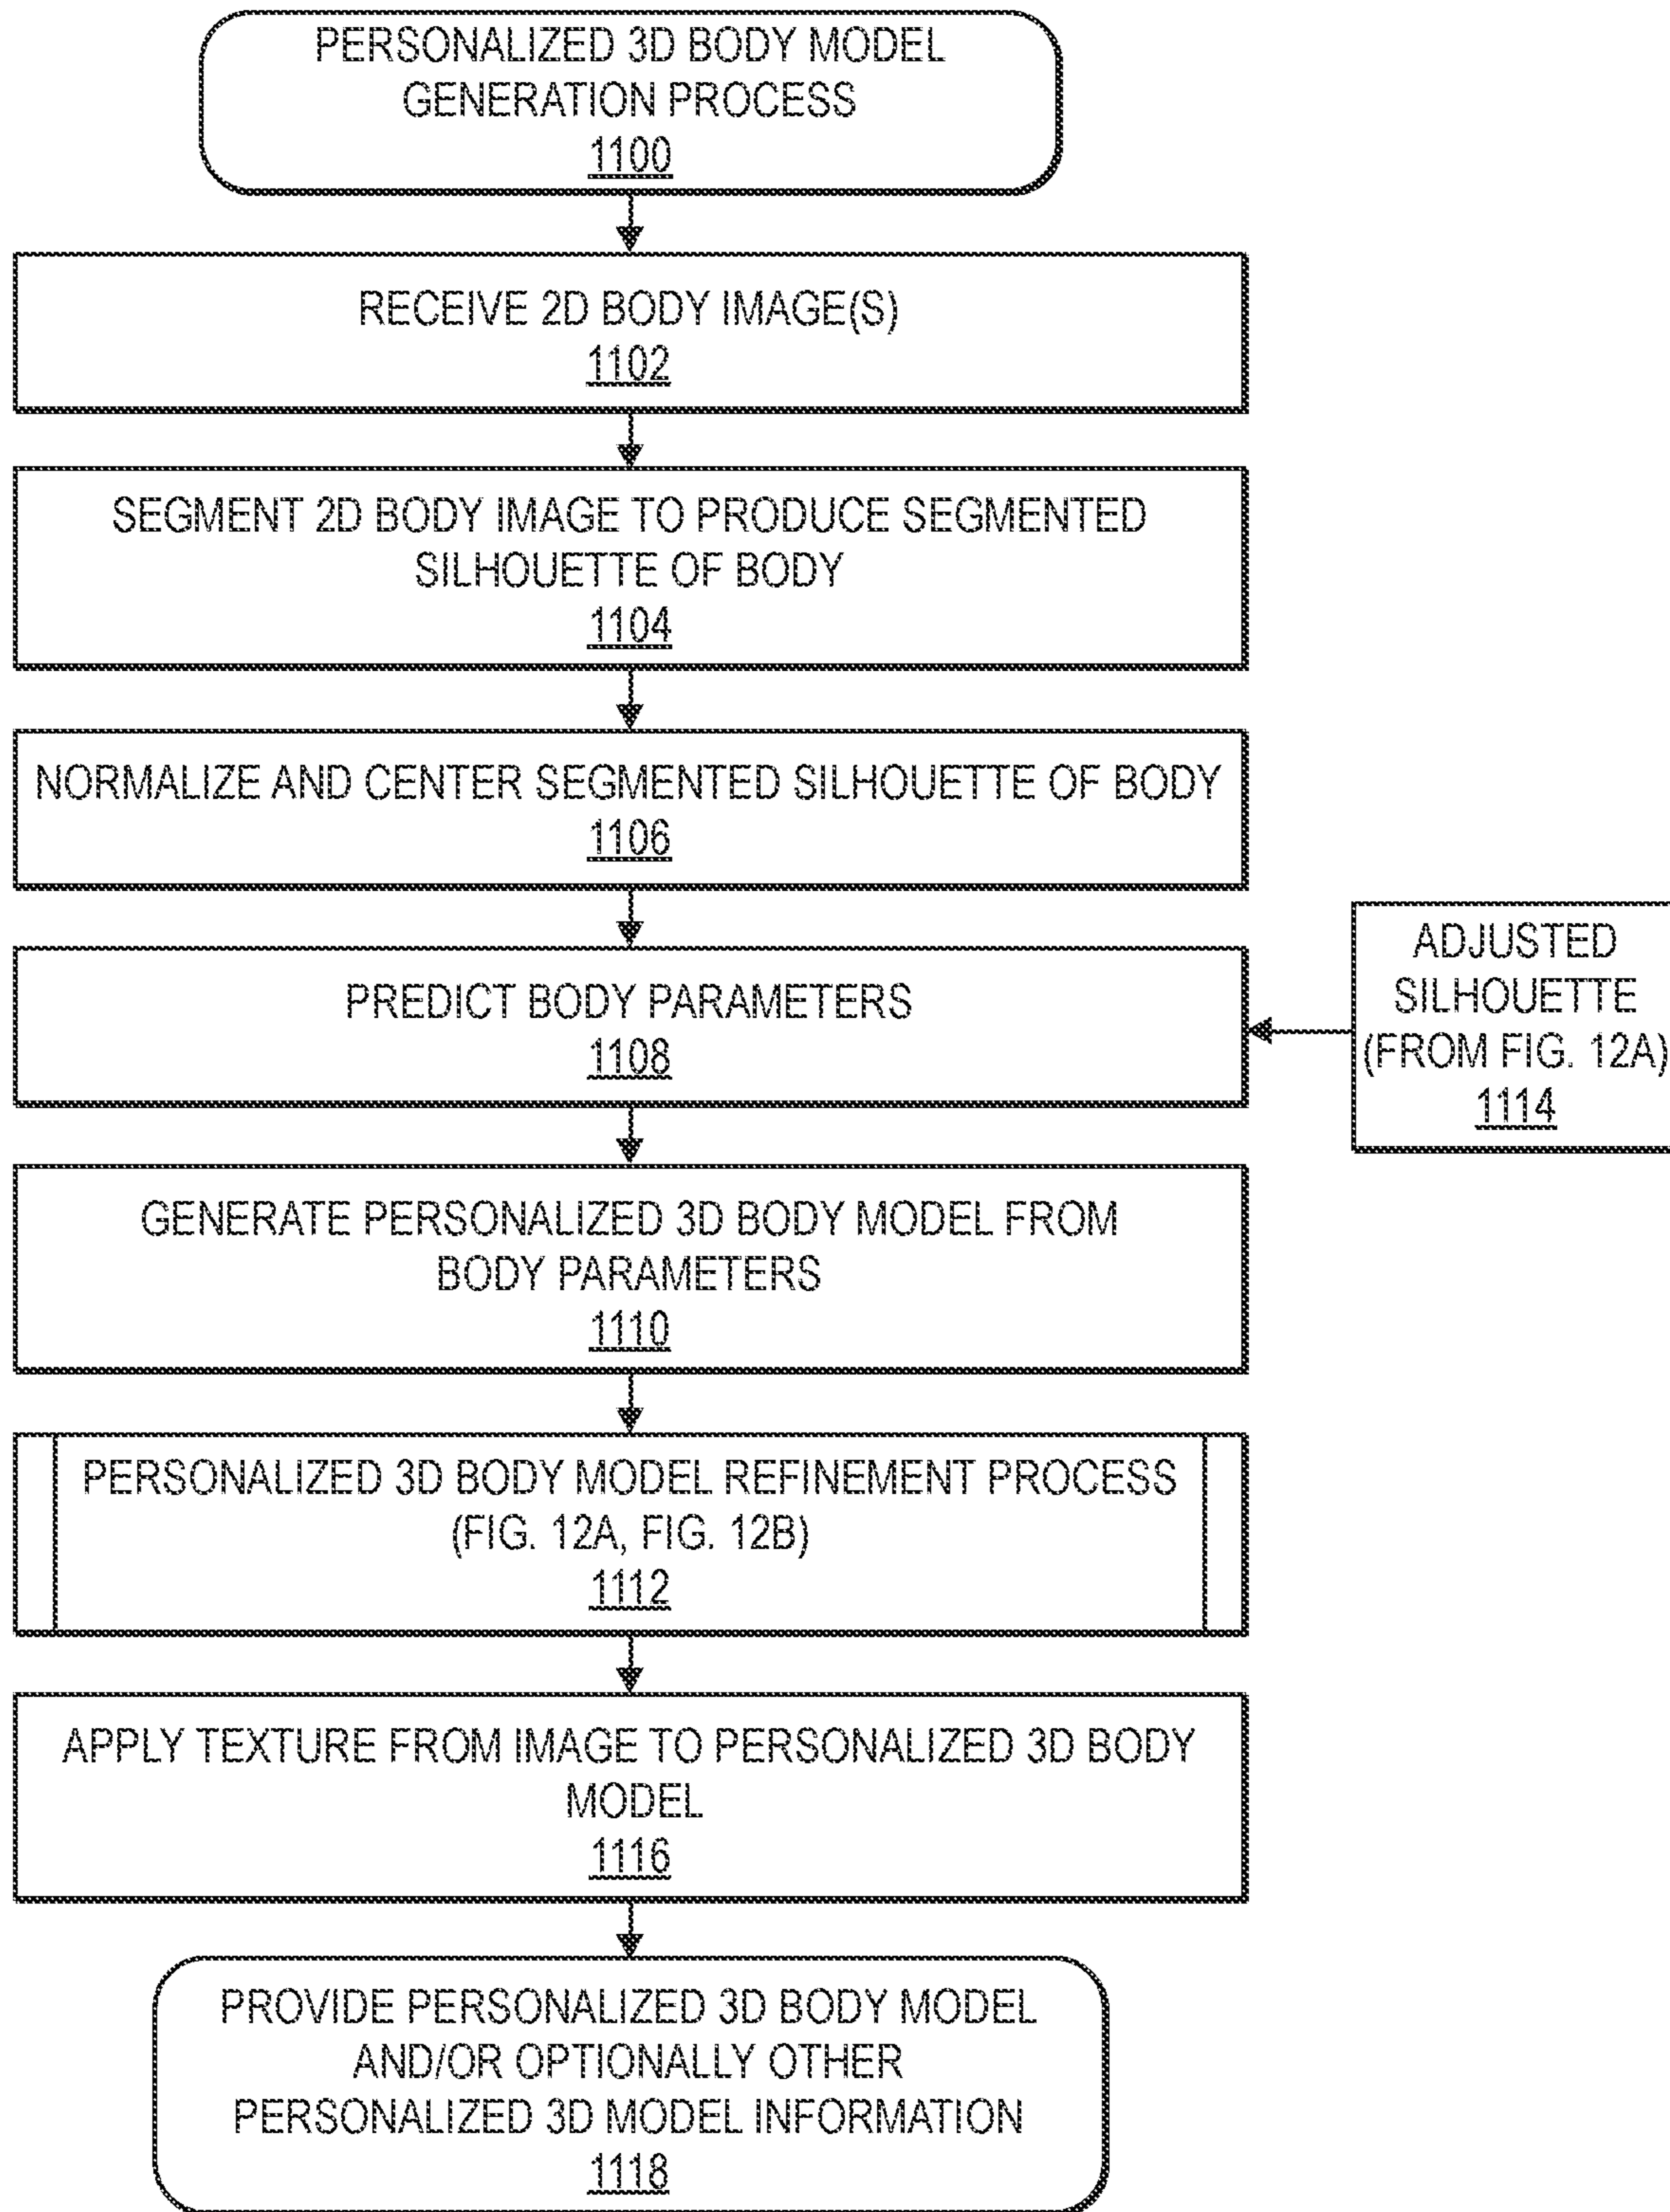 PERSONALIZED 3D BODY MODEL
GENERATION PROCESS
1100
RECEIVE 2D BODY IMAGE(S)
1102
SEGMENT 2D BODY IMAGE TO PRODUCE SEGMENTED
SILHOUETTE OF BODY
1104
NORMALIZE AND CENTER SEGMENTED SILHOUETTE OF BODY
1106
PREDICT BODY PARAMETERS
1108
ADJUSTED
SILHOUETTE
(FROM FIG. 12A)
1114
GENERATE PERSONALIZED 3D BODY MODEL FROM
BODY PARAMETERS
1110
PERSONALIZED 3D BODY MODEL REFINEMENT PROCESS
(FIG. 12A, FIG. 12B)
1112
APPLY TEXTURE FROM IMAGE TO PERSONALIZED 3D BODY
MODEL
1116
PROVIDE PERSONALIZED 3D BODY MODEL
AND/OR OPTIONALLY OTHER
PERSONALIZED 3D MODEL INFORMATION
1118